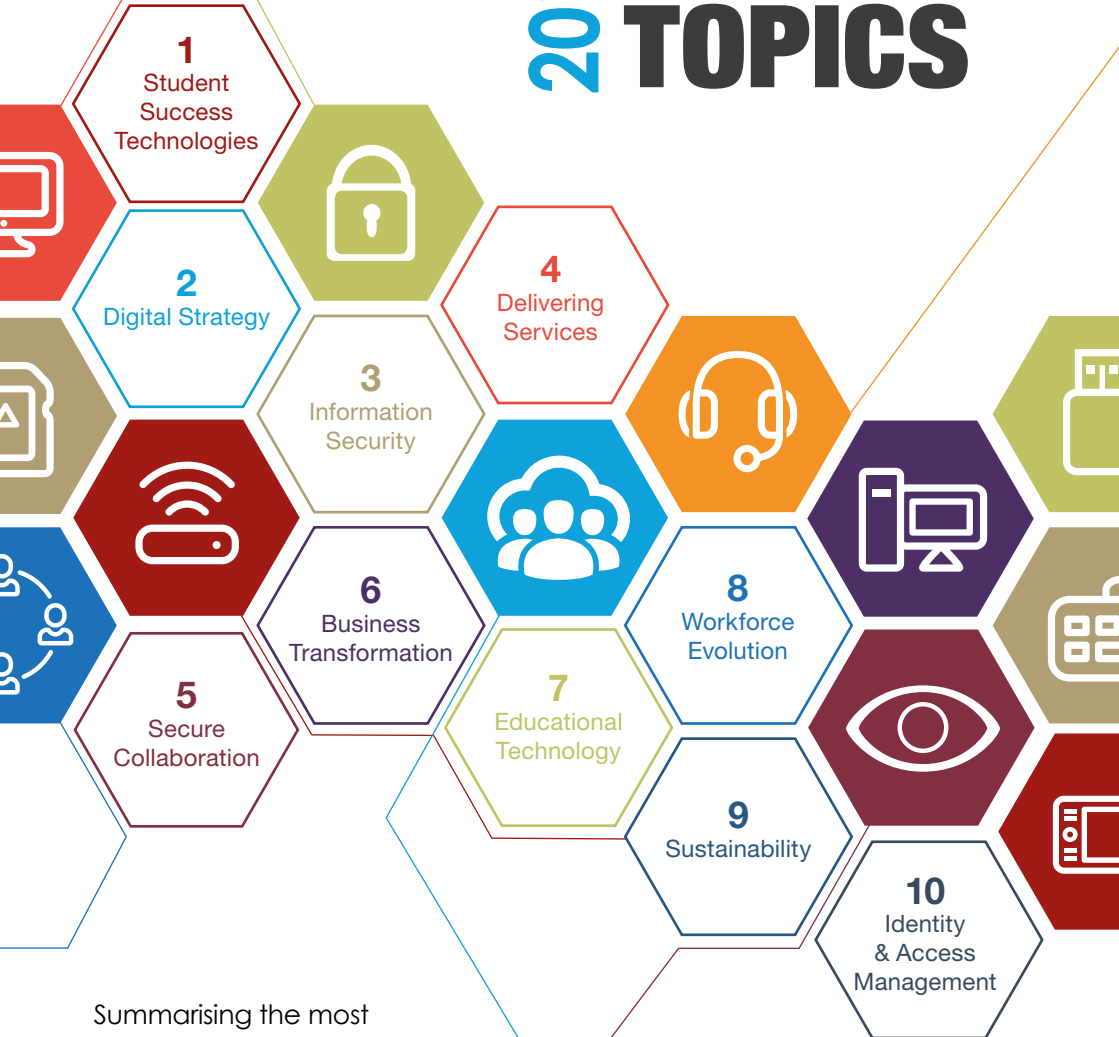 20
TOPICS
1
Student
Success
Technologies
2
Digital Strategy
3
Information
Security
4
Delivering
Services
5
Secure
Collaboration
6
Business
Transformation
7
Educational
Technology
8
Workforce
Evolution
9
Sustainability
10
Identity
& Access
Management
Summarising the most